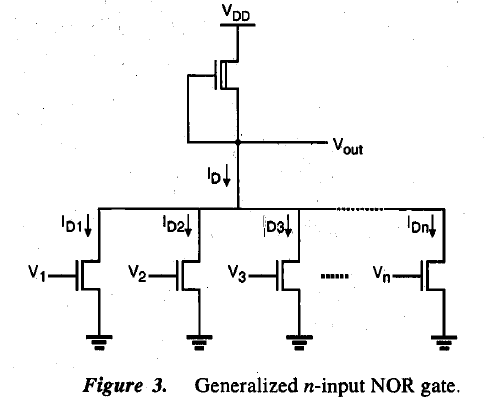 VDD
Vout
ID
ID1 ID2 ID3 IDn
V1 V2 V3 Vn
Figure 3. Generalized n-input NOR gate.